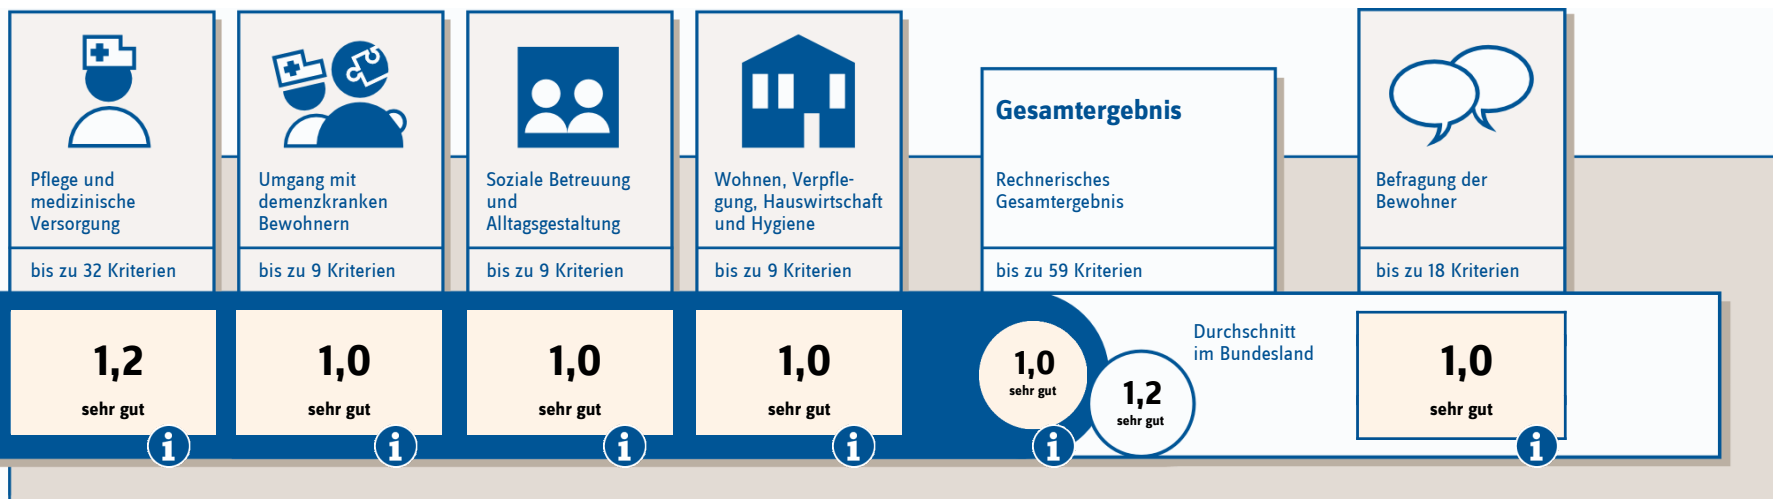 Pflege und
medizinische
Versorgung
bis zu 32 Kriterien
1,2
sehr gut
Umgang mit
demenzkranken
Bewohnern
bis zu 9 Kriterien
1,0
sehr gut
Soziale Betreuung
und
Alltagsgestaltung
bis zu 9 Kriterien
1,0
sehr gut
Wohnen, Verpfle-
gung, Hauswirtschaft
und Hygiene
bis zu 9 Kriterien
1,0
sehr gut
Gesamtergebnis
Rechnerisches
Gesamtergebnis
bis zu 59 Kriterien
1,0
sehr gut
1,2
sehr gut
Durchschnitt
im Bundesland
Befragung der
Bewohner
bis zu 18 Kriterien
1,0
sehr gut